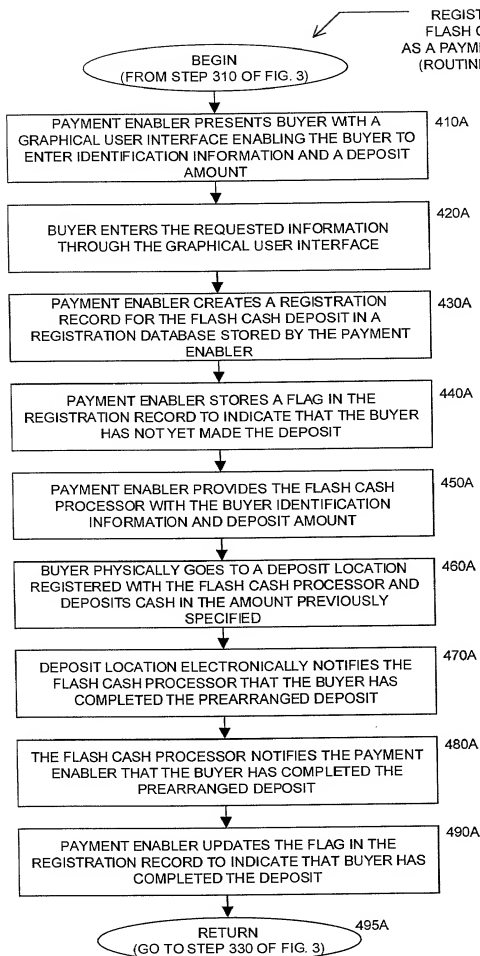 REGIST
FLASH C
AS A PAYM
(ROUTIN
BEGIN
(FROM STEP 310 OF FIG. 3)
410A
PAYMENT ENABLER PRESENTS BUYER WITH A
GRAPHICAL USER INTERFACE ENABLING THE BUYER TO
ENTER IDENTIFICATION INFORMATION AND A DEPOSIT
AMOUNT
420A
BUYER ENTERS THE REQUESTED INFORMATION
THROUGH THE GRAPHICAL USER INTERFACE
430A
PAYMENT ENABLER CREATES A REGISTRATION
RECORD FOR THE FLASH CASH DEPOSIT IN A
REGISTRATION DATABASE STORED BY THE PAYMENT
ENABLER
440A
PAYMENT ENABLER STORES A FLAG IN THE
REGISTRATION RECORD TO INDICATE THAT THE BUYER
HAS NOT YET MADE THE DEPOSIT
450A
PAYMENT ENABLER PROVIDES THE FLASH CASH
PROCESSOR WITH THE BUYER IDENTIFICATION
INFORMATION AND DEPOSIT AMOUNT
460A
BUYER PHYSICALLY GOES TO A DEPOSIT LOCATION
REGISTERED WITH THE FLASH CASH PROCESSOR AND
DEPOSITS CASH IN THE AMOUNT PREVIOUSLY
SPECIFIED
470A
DEPOSIT LOCATION ELECTRONICALLY NOTIFIES THE
FLASH CASH PROCESSOR THAT THE BUYER HAS
COMPLETED THE PREARRANGED DEPOSIT
480A
THE FLASH CASH PROCESSOR NOTIFIES THE PAYMENT
ENABLER THAT THE BUYER HAS COMPLETED THE
PREARRANGED DEPOSIT
490A
PAYMENT ENABLER UPDATES THE FLAG IN THE
REGISTRATION RECORD TO INDICATE THAT BUYER HAS
COMPLETED THE DEPOSIT
495A
RETURN
(GO TO STEP 330 OF FIG. 3)